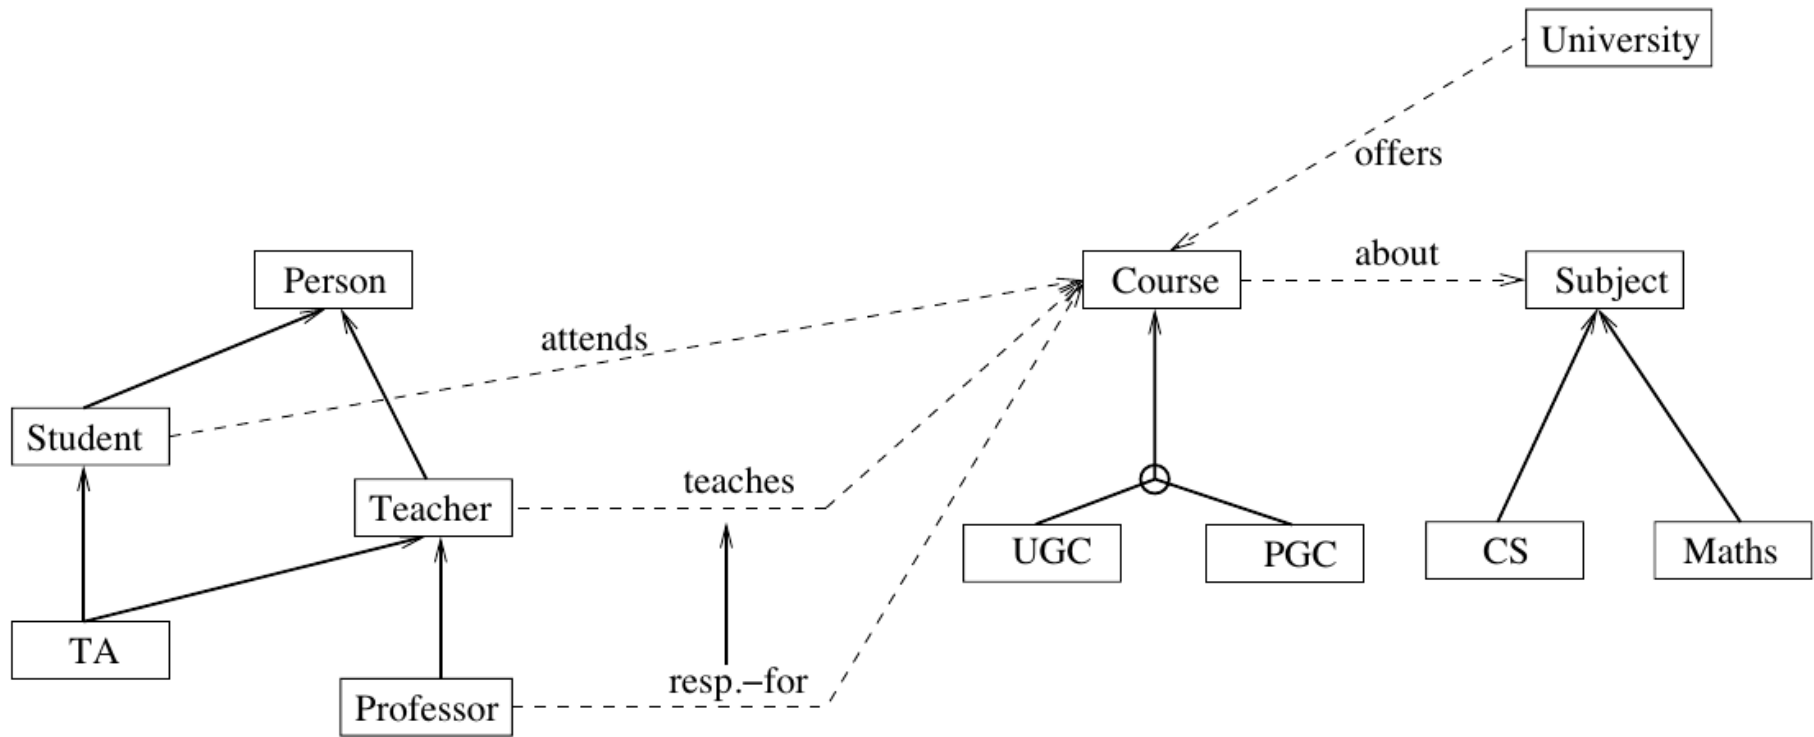 University
offers
about
Person
Course
Subject
attends
Student
teaches
Teacher
UGC
PGC
CS
Maths
TA
resp.–for
Professor